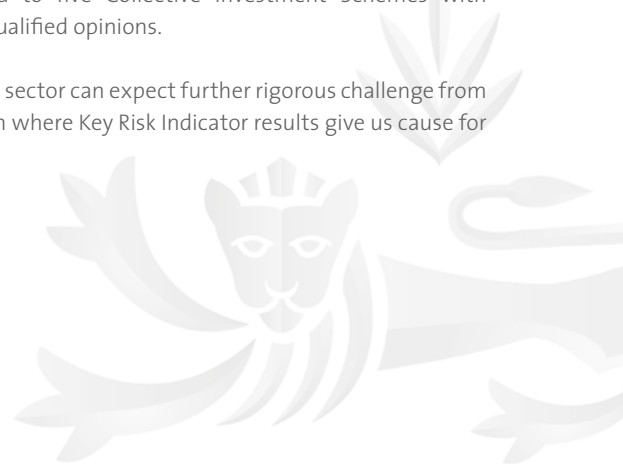 to five Collective Investment Schemes with
ualified opinions.
sector can expect further rigorous challenge from
where Key Risk Indicator results give us cause for